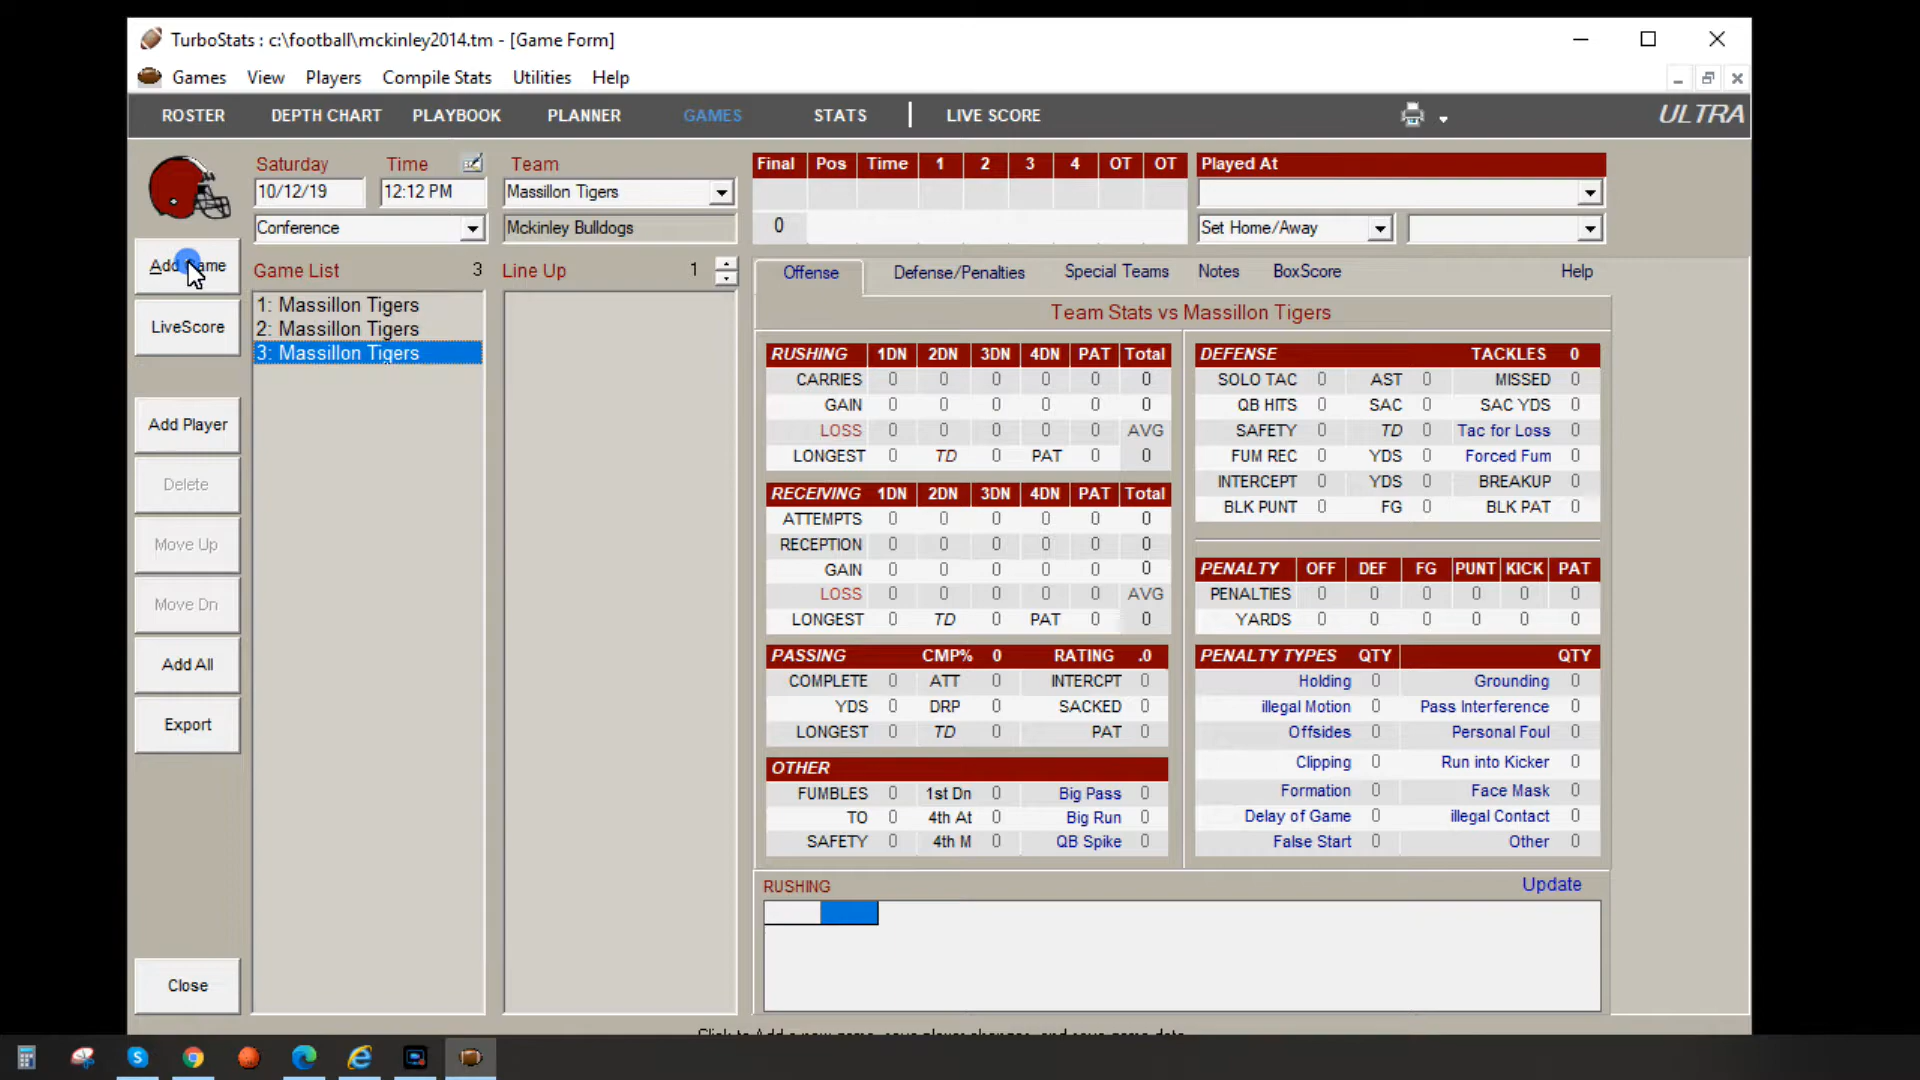 TurboStats : c:\football\mckinley2014.tm - [Game Form]
Games View Players Compile Stats Utilities Help
ROSTER DEPTH CHART PLAYBOOK PLANNER GAMES STATS LIVE SCORE ULTRA
Saturday Time Team
10/12/19 12:12 PM Massillon Tigers
Conference Mckinley Bulldogs
Final Pos Time 1 2 3 4 OT OT
0
Played At
Set Home/Away
Add Game
LiveScore
Add Player
Delete
Move Up
Move Dn
Add All
Export
Close
Game List 3
1: Massillon Tigers
2: Massillon Tigers
3: Massillon Tigers
Line Up 1
Offense Defense/Penalties Special Teams Notes BoxScore Help
Team Stats vs Massillon Tigers
RUSHING 1DN 2DN 3DN 4DN PAT Total
CARRIES 0 0 0 0 0 0
GAIN 0 0 0 0 0 0
LOSS 0 0 0 0 0 AVG
LONGEST 0 TD 0 PAT 0 0
RECEIVING 1DN 2DN 3DN 4DN PAT Total
ATTEMPTS 0 0 0 0 0 0
RECEPTION 0 0 0 0 0 0
GAIN 0 0 0 0 0 0
LOSS 0 0 0 0 0 AVG
LONGEST 0 TD 0 PAT 0 0
PASSING CMP% 0 RATING .0
COMPLETE 0 ATT 0 INTERCPT 0
YDS 0 DRP 0 SACKED 0
LONGEST 0 TD 0 PAT 0
OTHER
FUMBLES 0 1st Dn 0 Big Pass 0
TO 0 4th At 0 Big Run 0
SAFETY 0 4th M 0 QB Spike 0
DEFENSE TACKLES 0
SOLO TAC 0 AST 0 MISSED 0
QB HITS 0 SAC 0 SAC YDS 0
SAFETY 0 TD 0 Tac for Loss 0
FUM REC 0 YDS 0 Forced Fum 0
INTERCEPT 0 YDS 0 BREAKUP 0
BLK PUNT 0 FG 0 BLK PAT 0
PENALTY OFF DEF FG PUNT KICK PAT
PENALTIES 0 0 0 0 0 0
YARDS 0 0 0 0 0 0
PENALTY TYPES QTY QTY
Holding 0 Grounding 0
illegal Motion 0 Pass Interference 0
Offsides 0 Personal Foul 0
Clipping 0 Run into Kicker 0
Formation 0 Face Mask 0
Delay of Game 0 illegal Contact 0
False Start 0 Other 0
RUSHING Update